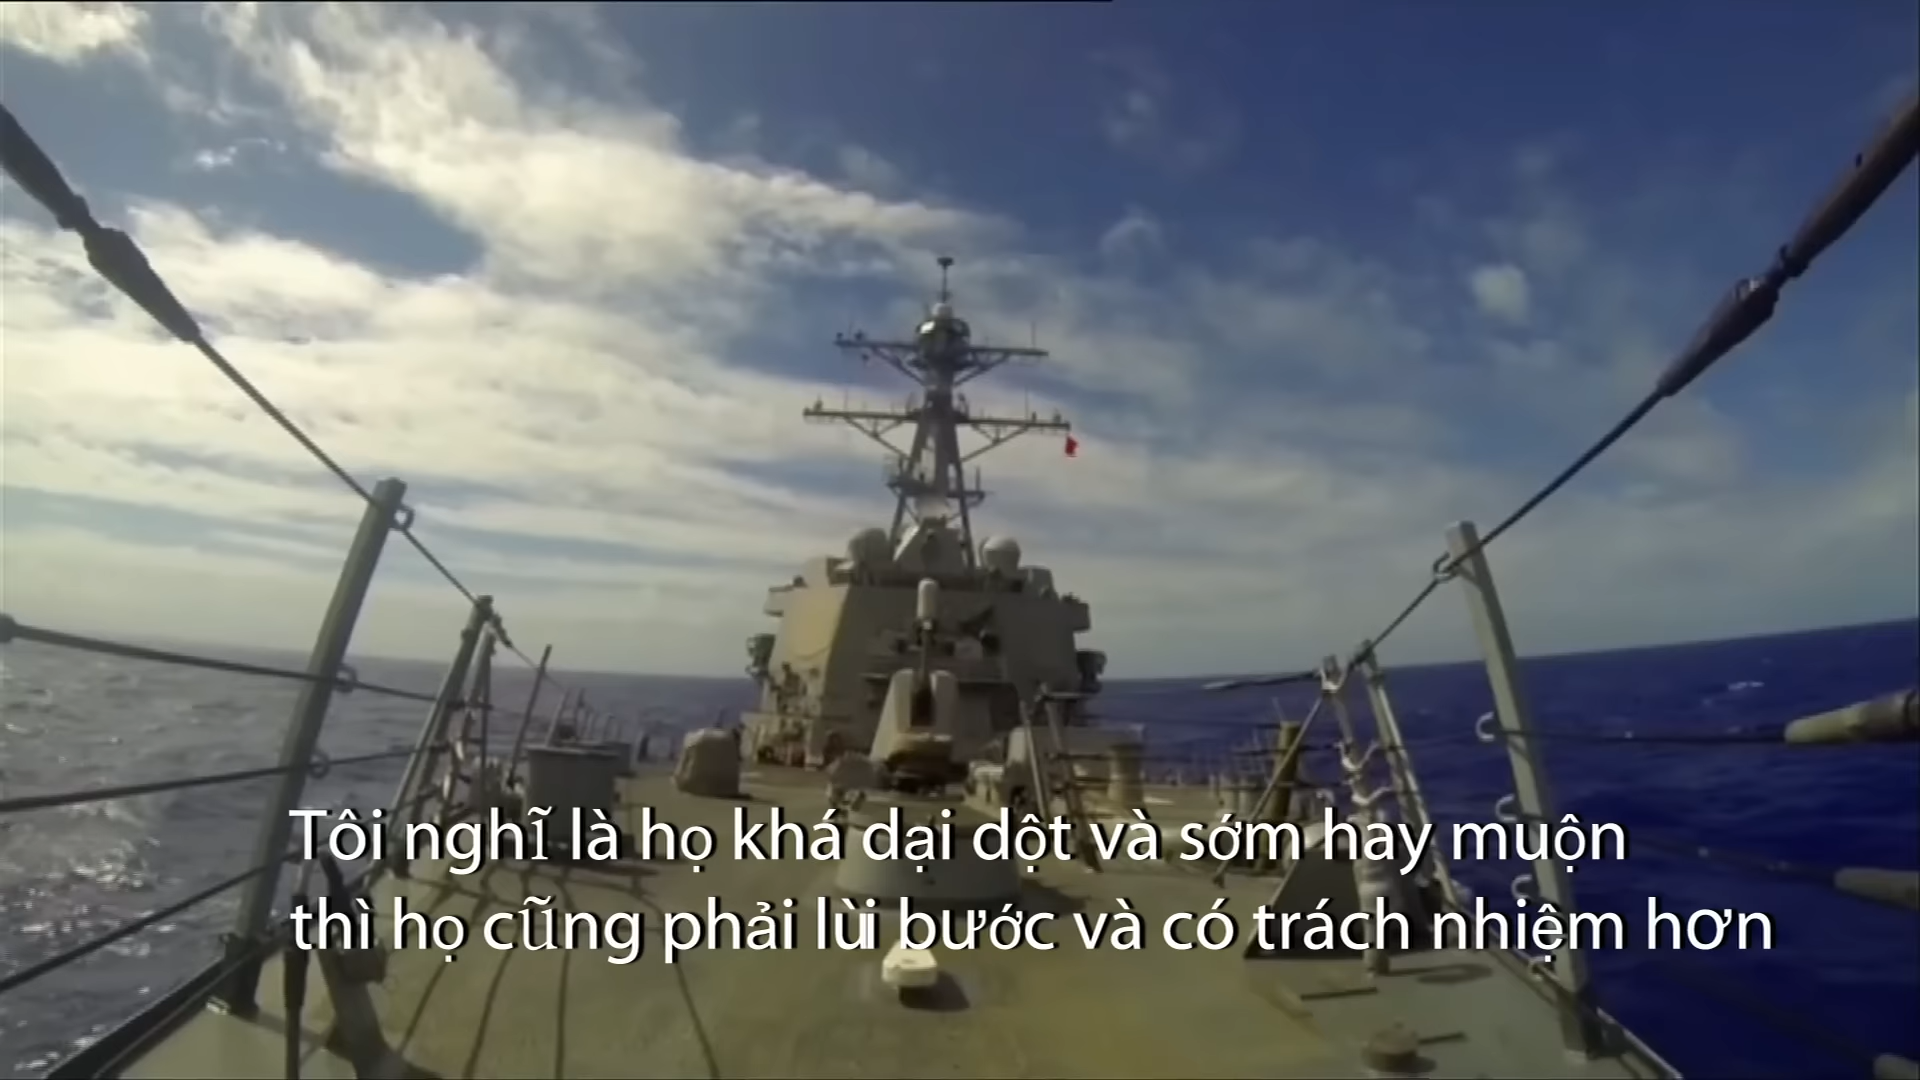 Tôi nghĩ là họ khá dại dột và sớm hay muộn
thì họ cũng phải lùi bước và có trách nhiệm hơn